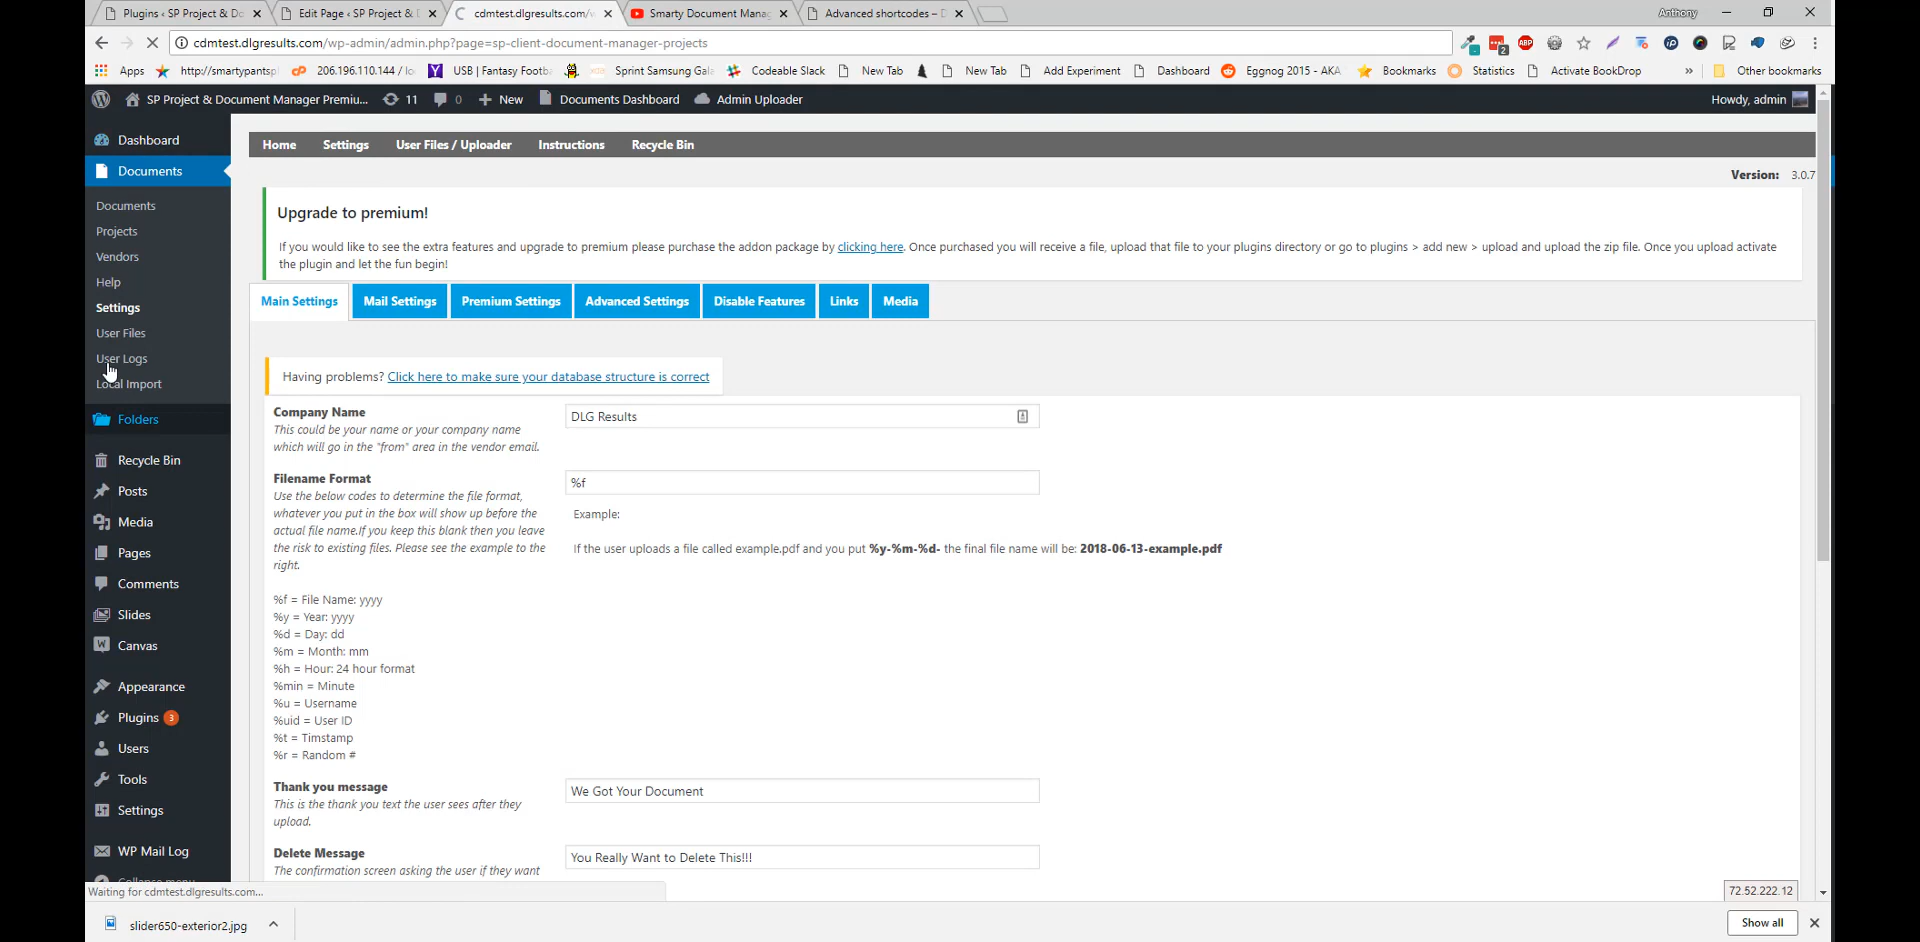 Plugins ‹ SP Project & Do
Edit Page ‹ SP Project & D
cdmtest.dlgresults.com/w
Smarty Document Manag
Advanced shortcodes – D
Anthony
cdmtest.dlgresults.com/wp-admin/admin.php?page=sp-client-document-manager-projects
2
ABP
Apps
http://smartypantspl
206.196.110.144 / lo
USB | Fantasy Footba
Sprint Samsung Gala
Codeable Slack
New Tab
New Tab
Add Experiment
Dashboard
Eggnog 2015 - AKA
Bookmarks
Statistics
Activate BookDrop
»
Other bookmarks
SP Project & Document Manager Premiu...
11
0
New
Documents Dashboard
Admin Uploader
Howdy, admin
Dashboard
Documents
Documents
Projects
Vendors
Help
Settings
User Files
User Logs
Local Import
Folders
Recycle Bin
Posts
Media
Pages
Comments
Slides
Canvas
Appearance
Plugins 3
Users
Tools
Settings
WP Mail Log
Collapse menu
Home
Settings
User Files / Uploader
Instructions
Recycle Bin
Version: 3.0.7
Upgrade to premium!
If you would like to see the extra features and upgrade to premium please purchase the addon package by clicking here. Once purchased you will receive a file, upload that file to your plugins directory or go to plugins > add new > upload and upload the zip file. Once you upload activate
the plugin and let the fun begin!
Main Settings
Mail Settings
Premium Settings
Advanced Settings
Disable Features
Links
Media
Having problems? Click here to make sure your database structure is correct
Company Name
This could be your name or your company name
which will go in the "from" area in the vendor email.
DLG Results
Filename Format
Use the below codes to determine the file format,
whatever you put in the box will show up before the
actual file name.If you keep this blank then you leave
the risk to existing files. Please see the example to the
right.
%f
Example:
If the user uploads a file called example.pdf and you put %y-%m-%d- the final file name will be: 2018-06-13-example.pdf
%f = File Name: yyyy
%y = Year: yyyy
%d = Day: dd
%m = Month: mm
%h = Hour: 24 hour format
%min = Minute
%u = Username
%uid = User ID
%t = Timstamp
%r = Random #
Thank you message
This is the thank you text the user sees after they
upload.
We Got Your Document
Delete Message
The confirmation screen asking the user if they want
You Really Want to Delete This!!!
Waiting for cdmtest.dlgresults.com...
72.52.222.12
slider650-exterior2.jpg
Show all